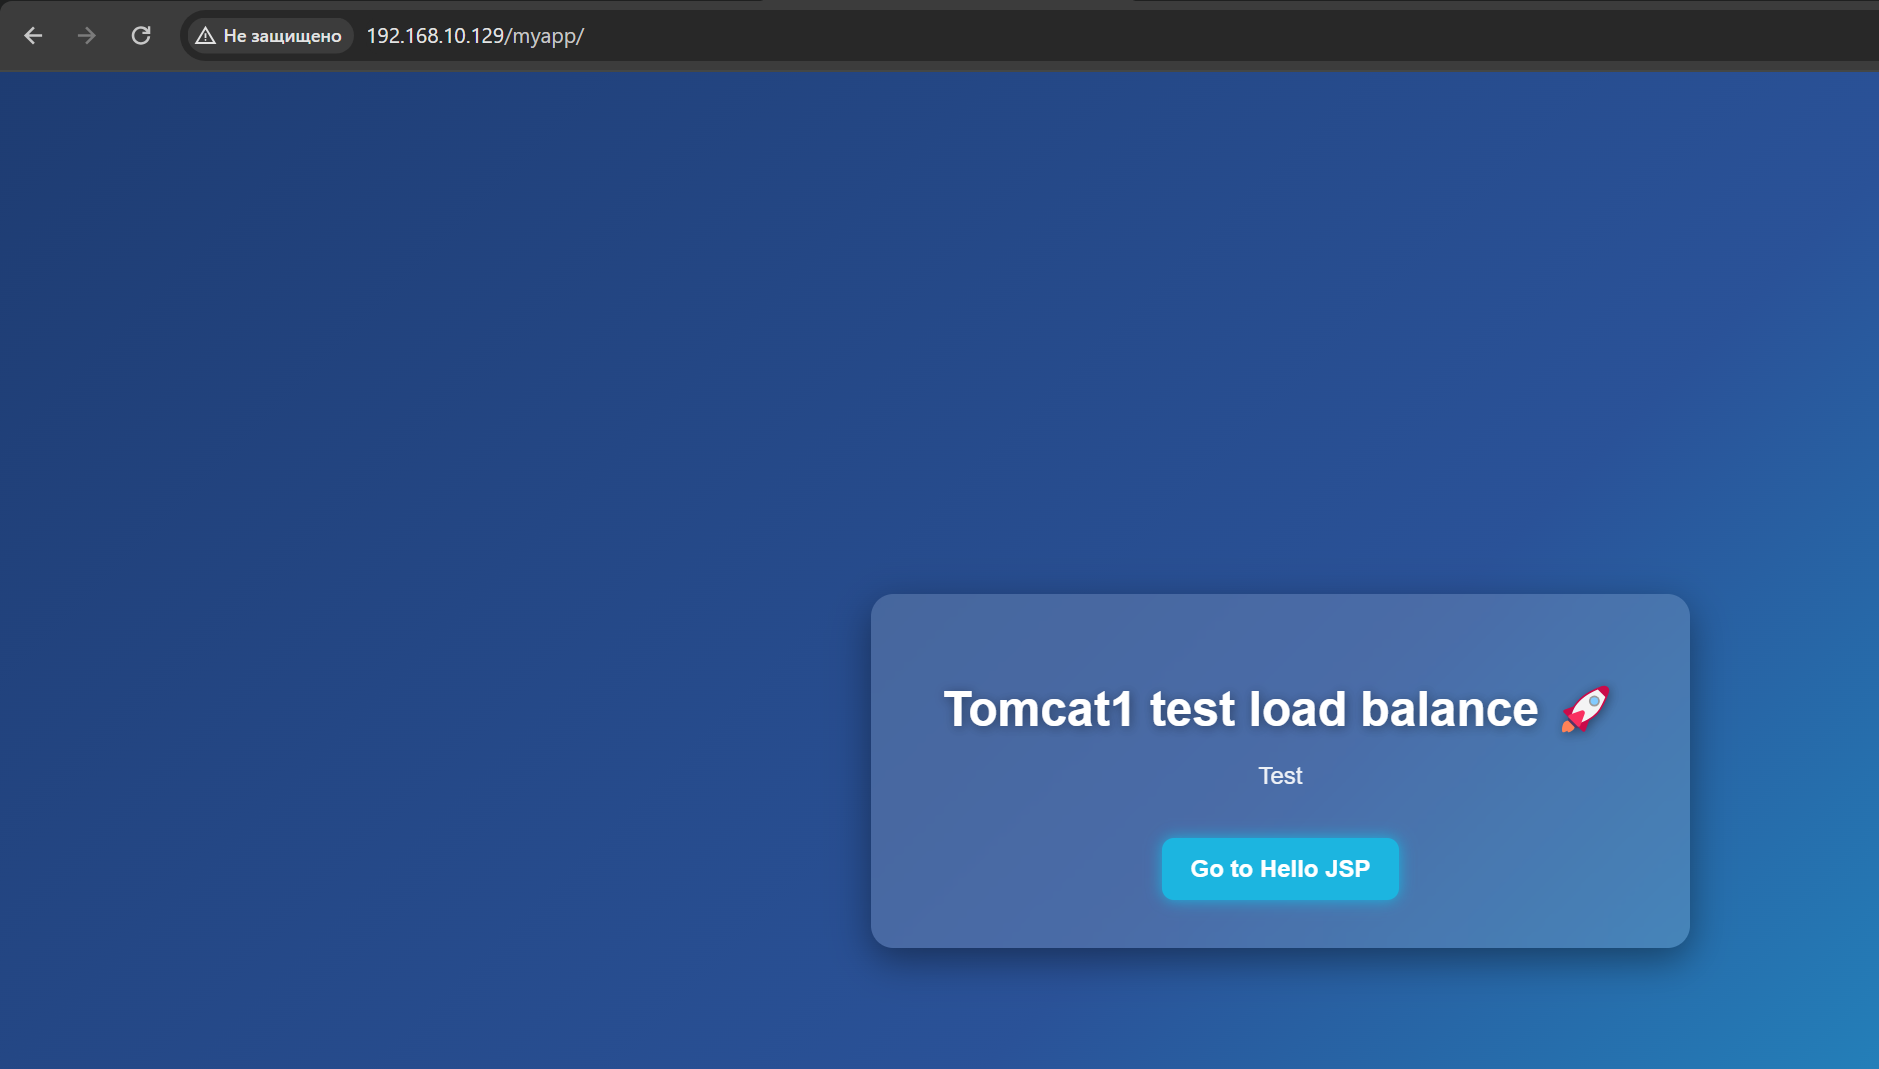 Не защищено 192.168.10.129/myapp/
Tomcat1 test load balance 🚀
Test
Go to Hello JSP